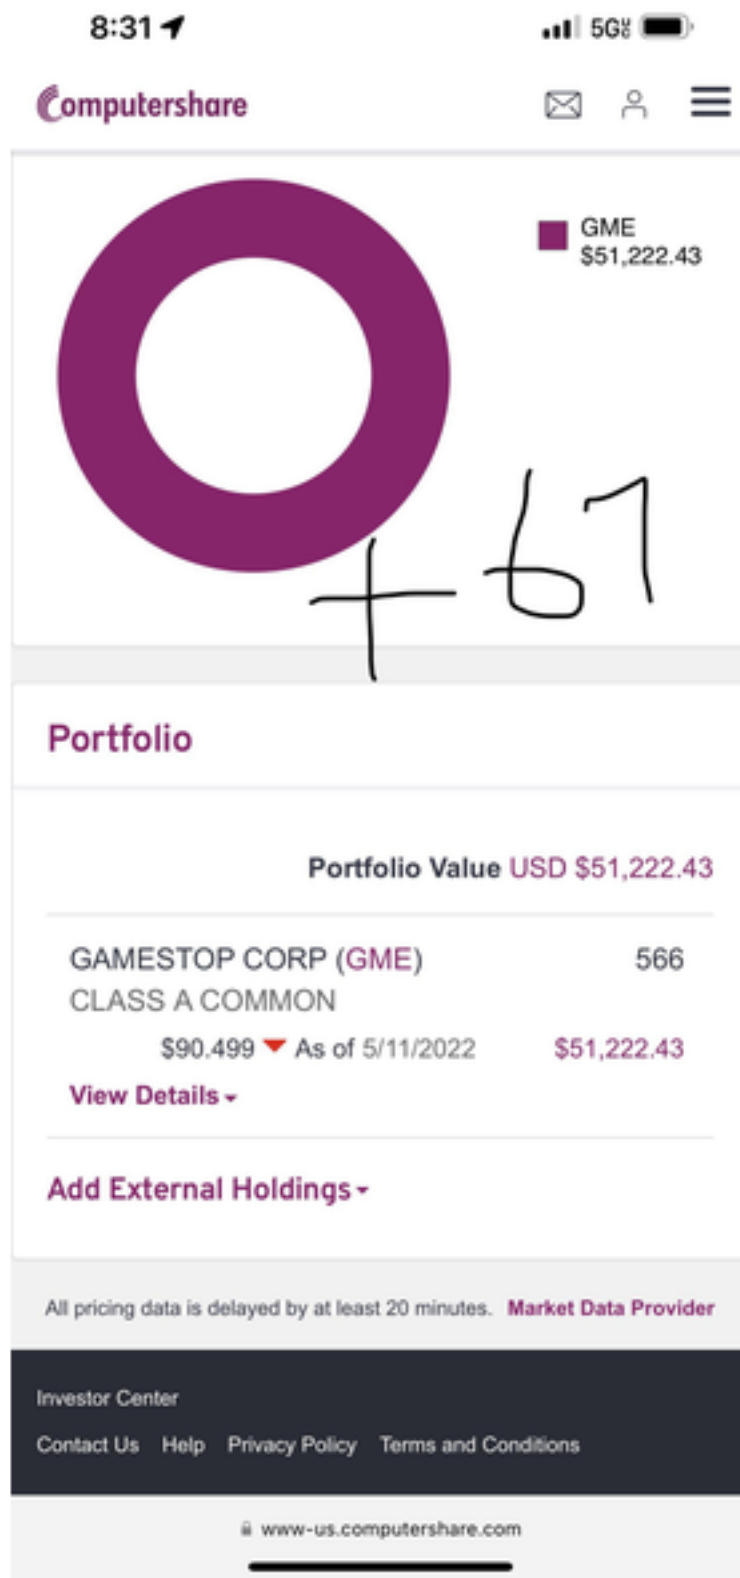 8:31 5G
Computershare
GME
$51,222.43
+ 67
Portfolio
Portfolio Value USD $51,222.43
GAMESTOP CORP (GME) 566
CLASS A COMMON
$90.499 As of 5/11/2022 $51,222.43
View Details
Add External Holdings
All pricing data is delayed by at least 20 minutes. Market Data Provider
Investor Center
Contact Us Help Privacy Policy Terms and Conditions
www-us.computershare.com